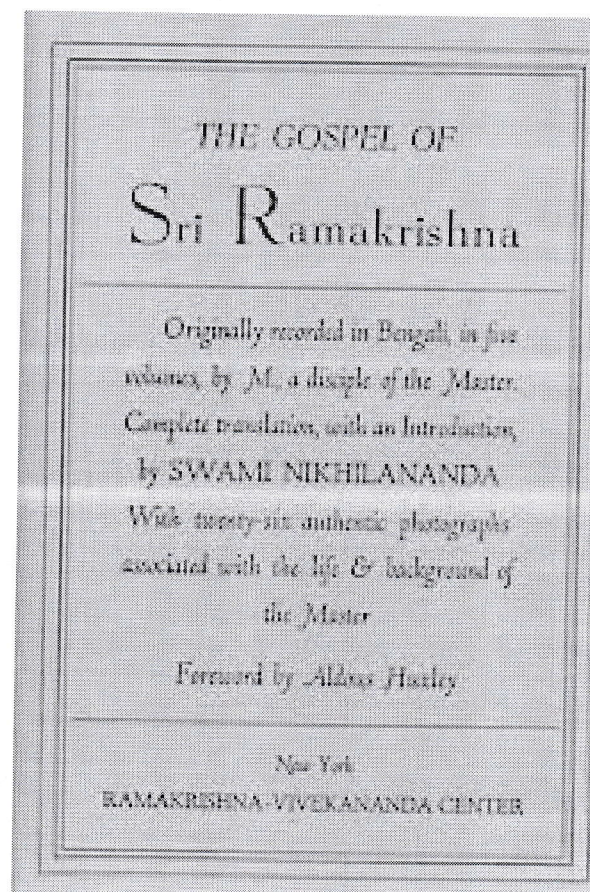 THE GOSPEL OF
Sri Ramakrishna
Originally recorded in Bengali, in five
volumes, by M., a disciple of the Master.
Complete translation, with an Introduction,
by SWAMI NIKHILANANDA
With twenty-six authentic photographs
associated with the life & background of
the Master
Foreword by Aldous Huxley
New York
RAMAKRISHNA-VIVEKANANDA CENTER